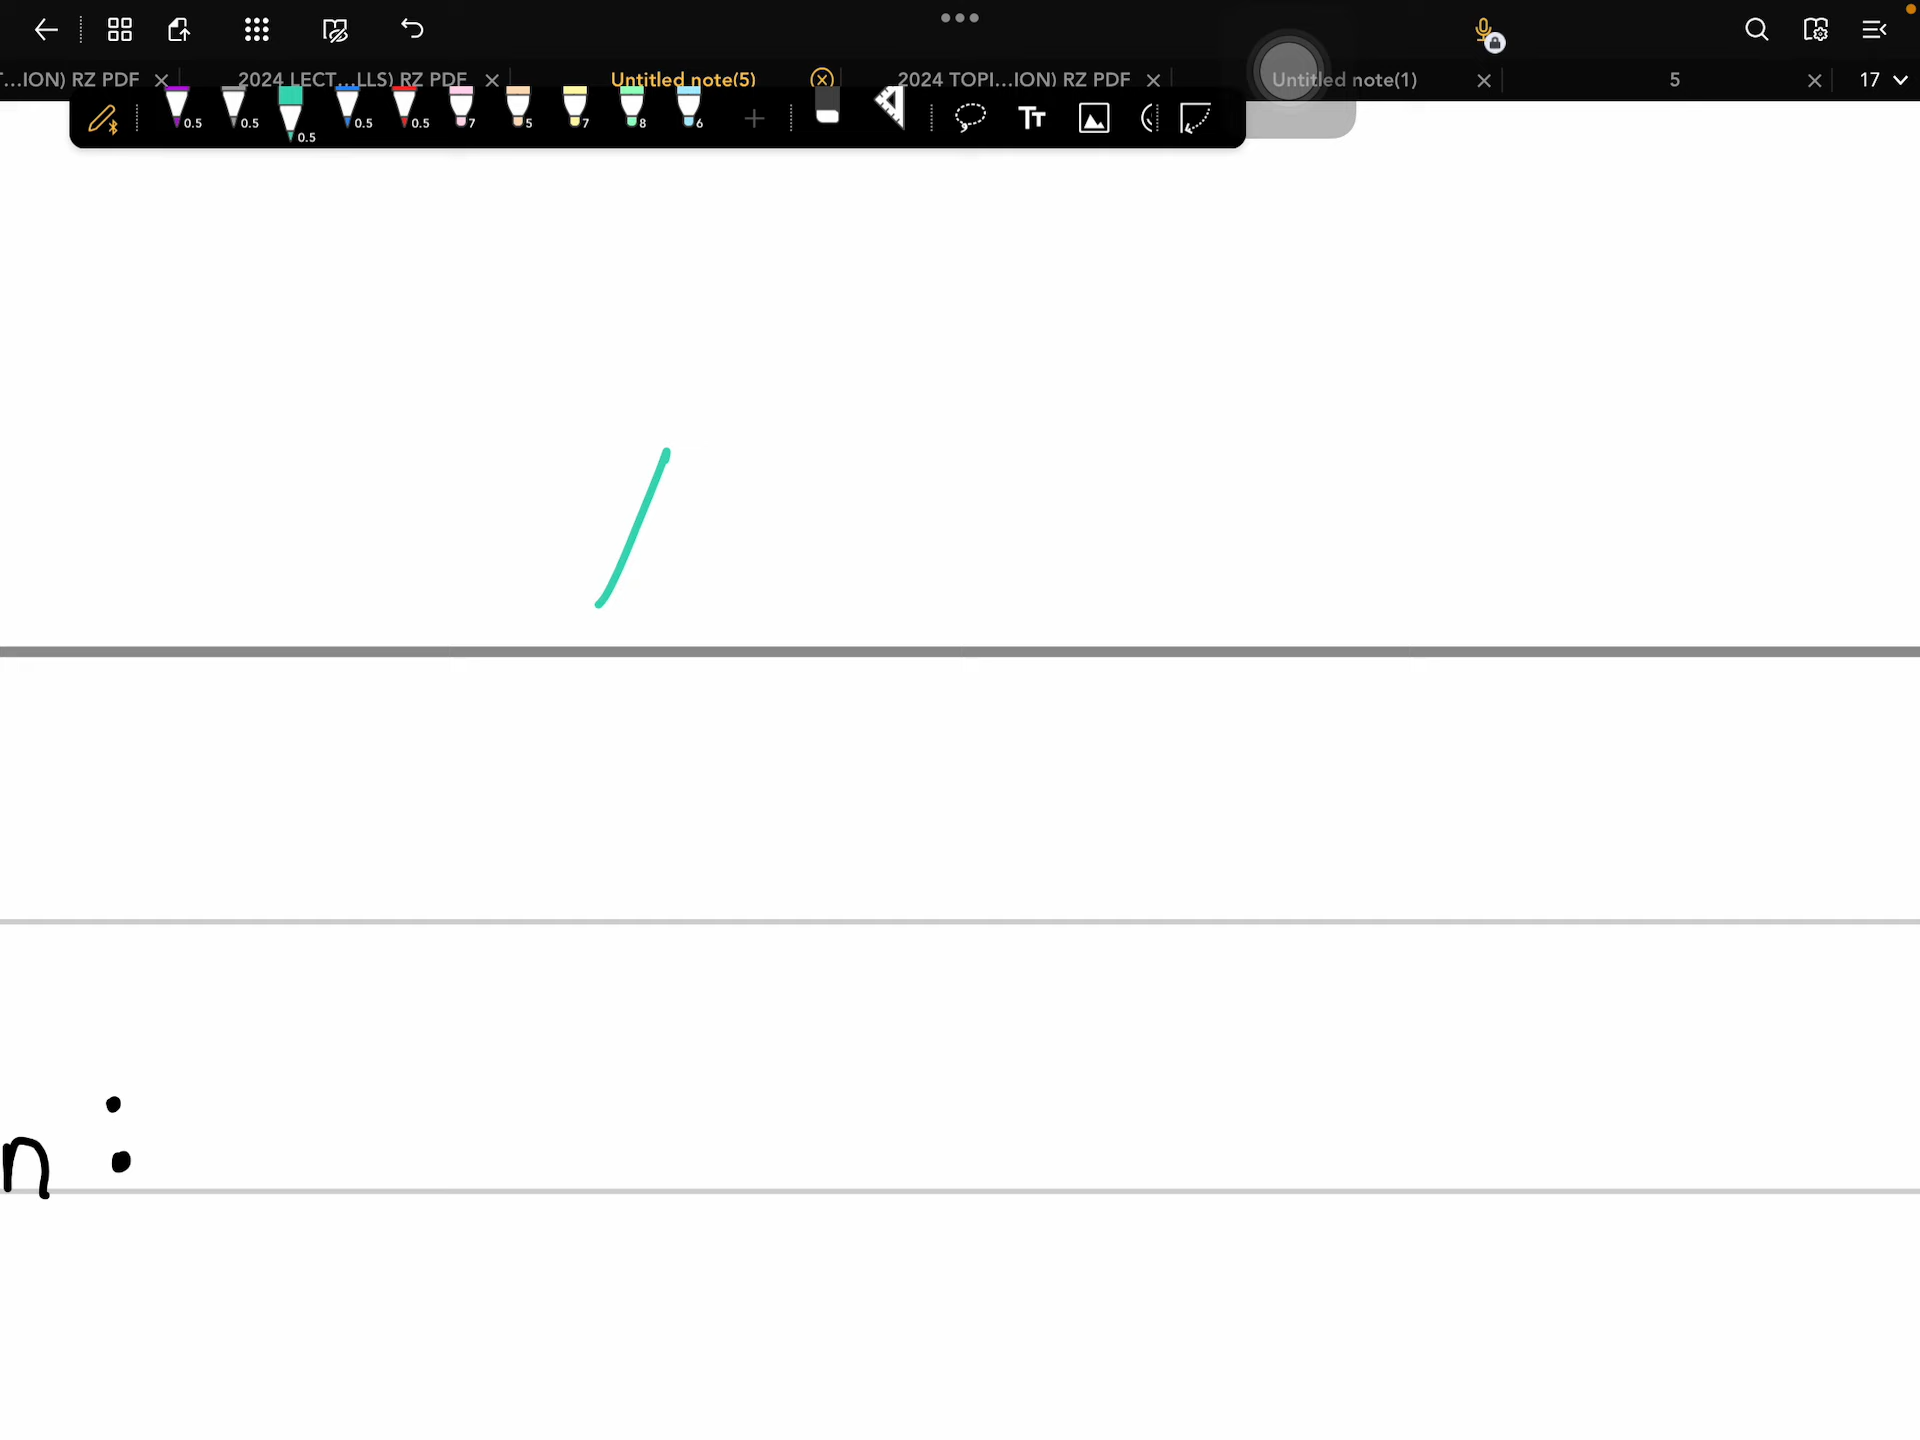 ...ION) RZ PDF 2024 LECT...LLS) RZ PDF Untitled note(5) 2024 TOPI...ION) RZ PDF Untitled note(1) 5 17
0.5 0.5 0.5 0.5 0.5 7 5 7 8 6 Tt
n :